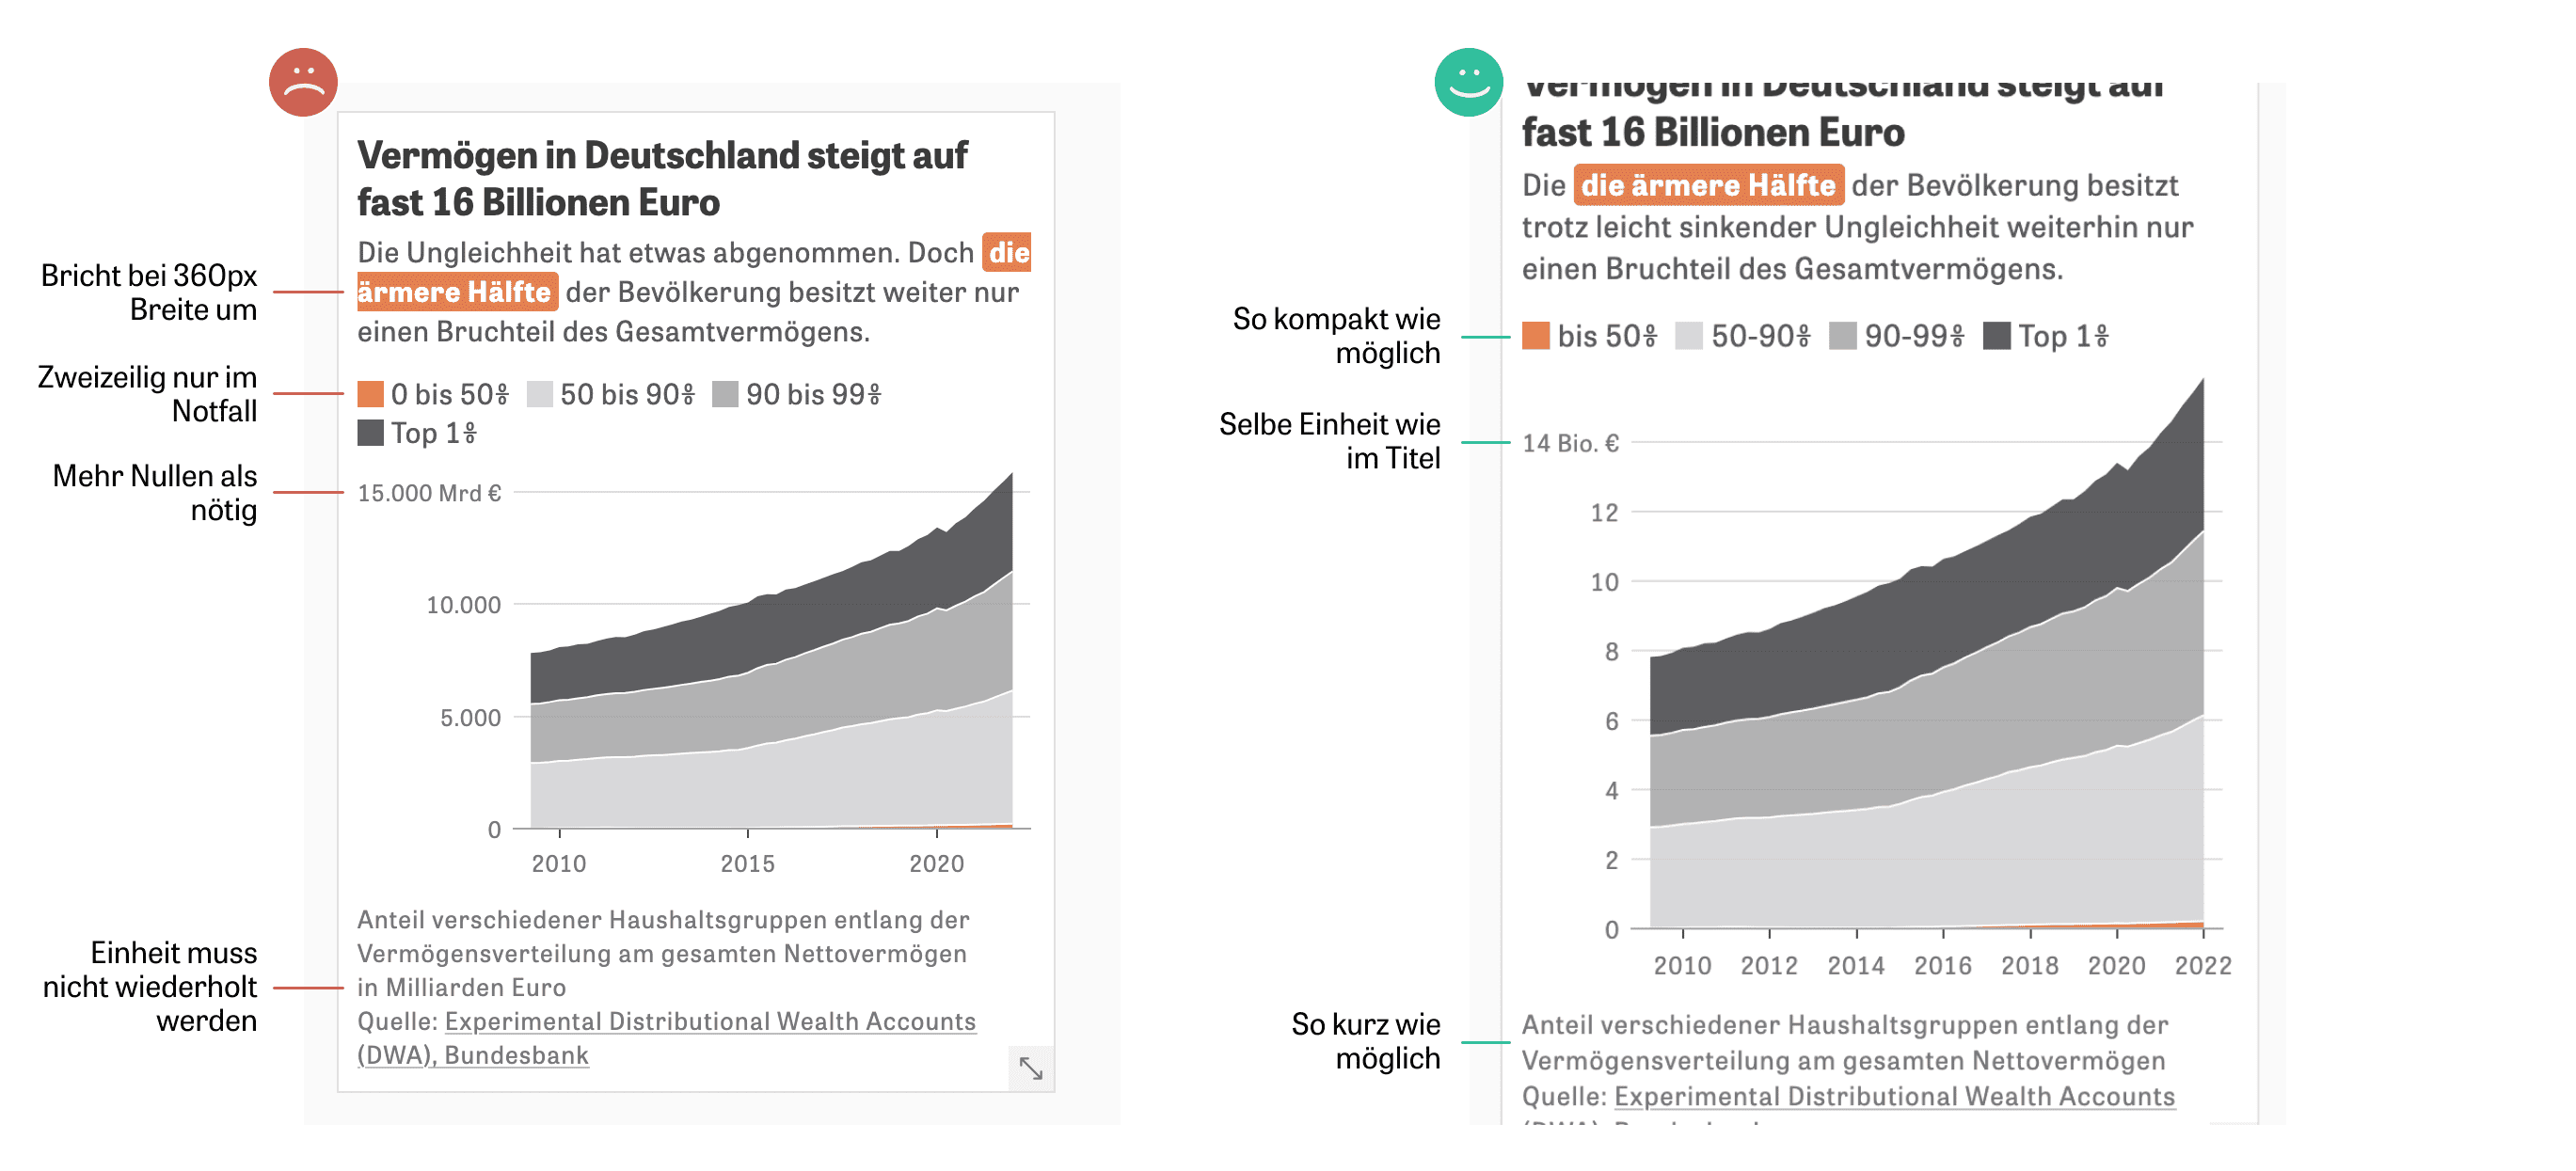 Vermögen in Deutschland steigt auf
fast 16 Billionen Euro
Die Ungleichheit hat etwas abgenommen. Doch die
ärmere Hälfte der Bevölkerung besitzt weiter nur
einen Bruchteil des Gesamtvermögens.
Bricht bei 360px
Breite um
0 bis 50% 50 bis 90% 90 bis 99%
Top 1%
Zweizeilig nur im
Notfall
Mehr Nullen als
nötig
15.000 Mrd €
10.000
5.000
0
2010 2015 2020
Anteil verschiedener Haushaltsgruppen entlang der
Vermögensverteilung am gesamten Nettovermögen
in Milliarden Euro
Quelle: Experimental Distributional Wealth Accounts
(DWA), Bundesbank
Einheit muss
nicht wiederholt
werden
Vermögen in Deutschland steigt auf
fast 16 Billionen Euro
Die die ärmere Hälfte der Bevölkerung besitzt
trotz leicht sinkender Ungleichheit weiterhin nur
einen Bruchteil des Gesamtvermögens.
So kompakt wie
möglich
bis 50% 50-90% 90-99% Top 1%
Selbe Einheit wie
im Titel
14 Bio. €
12
10
8
6
4
2
0
2010 2012 2014 2016 2018 2020 2022
So kurz wie
möglich
Anteil verschiedener Haushaltsgruppen entlang der
Vermögensverteilung am gesamten Nettovermögen
Quelle: Experimental Distributional Wealth Accounts